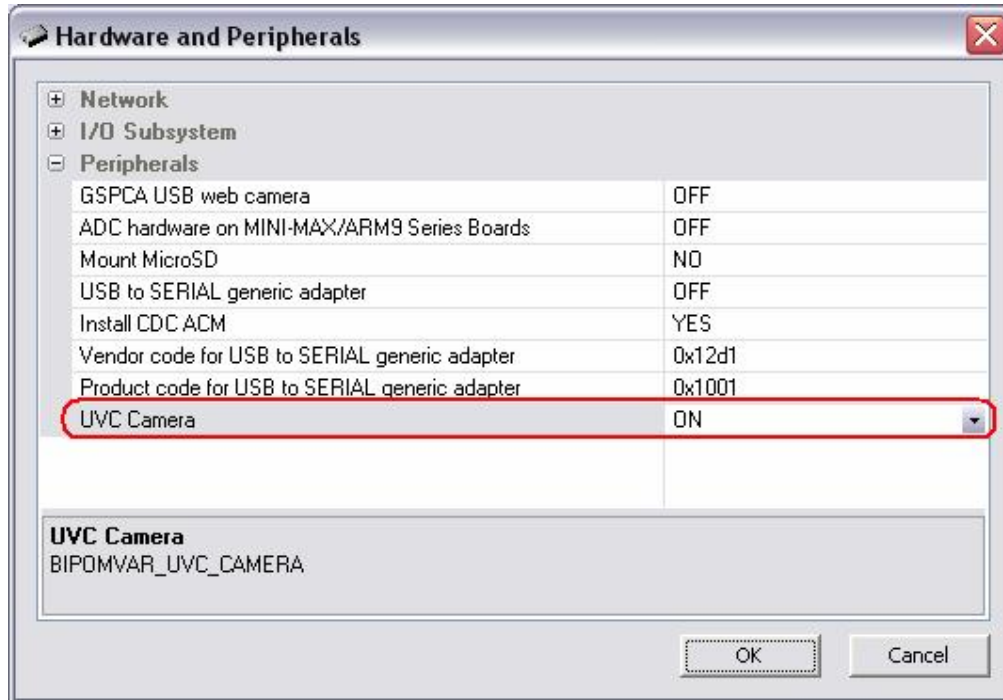 Hardware and Peripherals
Network
I/O Subsystem
Peripherals
GSPCA USB web camera OFF
ADC hardware on MINI-MAX/ARM9 Series Boards OFF
Mount MicroSD NO
USB to SERIAL generic adapter OFF
Install CDC ACM YES
Vendor code for USB to SERIAL generic adapter 0x12d1
Product code for USB to SERIAL generic adapter 0x1001
UVC Camera ON
UVC Camera
BIPOMVAR_UVC_CAMERA
OK Cancel